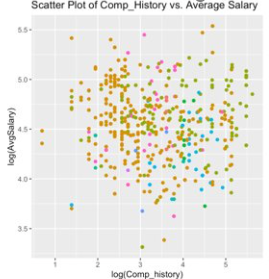 Scatter Plot of Comp_History vs. Average Salary
log(AvgSalary)
5.5
5.0
4.5
4.0
3.5
1 2 3 4 5
log(Comp_history)